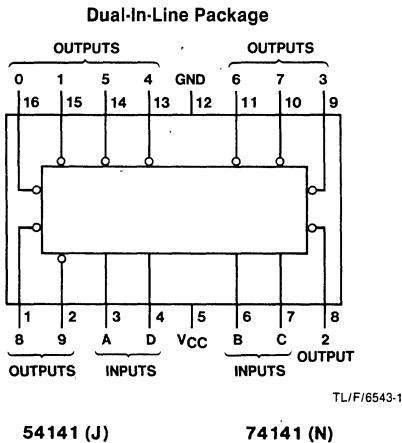 Dual-In-Line Package
OUTPUTS OUTPUTS
0 1 5 4 GND 6 7 3
16 15 14 13 12 11 10 9
1 2 3 4 5 6 7 8
8 9 A D VCC B C 2
OUTPUTS INPUTS INPUTS OUTPUT
TL/F/6543-1
54141 (J) 74141 (N)